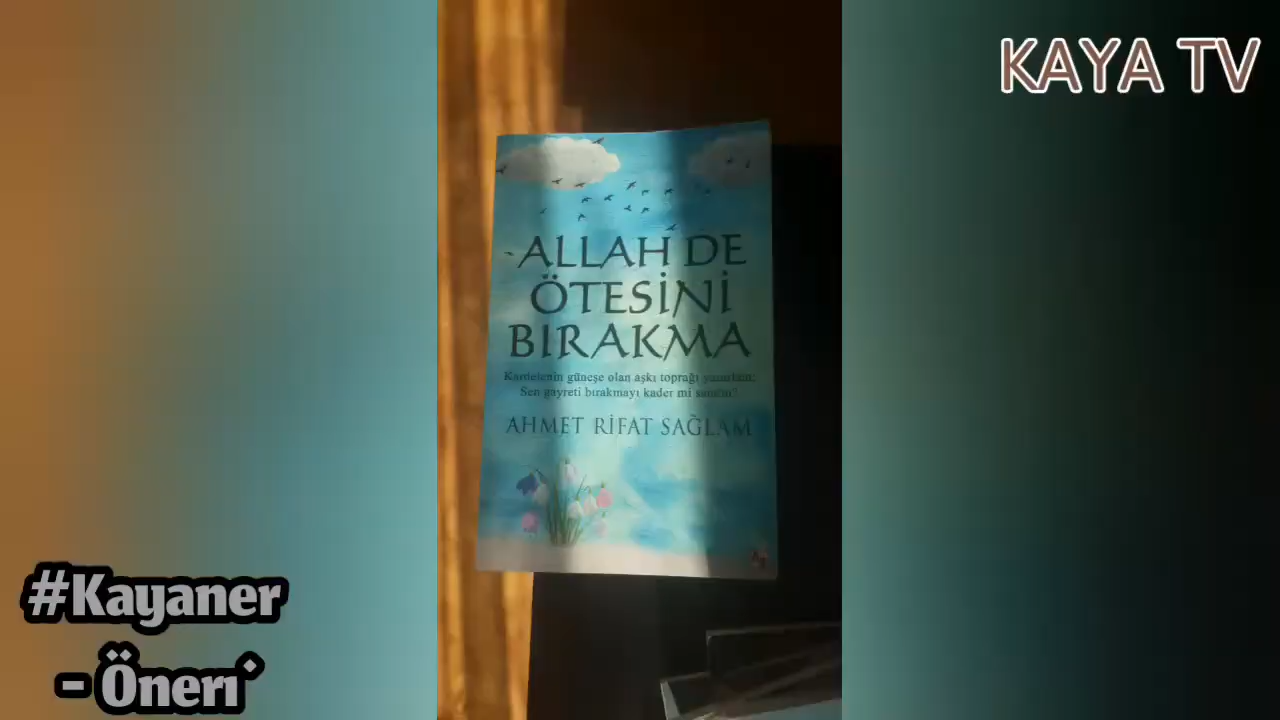 KAYA TV
ALLAH DE
ÖTESİNİ
BIRAKMA
Kardelenin güneşe olan aşkı toprağı yararken:
Sen gayreti bırakmayı kader mi sandın?
AHMET RİFAT SAĞLAM
#Kayaner
- Öneri